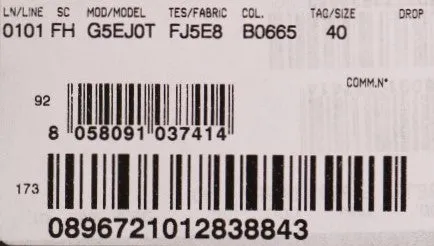 LN/LINE SC MOD/MODEL TES/FABRIC COL. TAG/SIZE DROP
0101 FH G5EJ0T FJ5E8 B0665 40
COMM.N°
92
8 058091 037414
173
0896721012838843